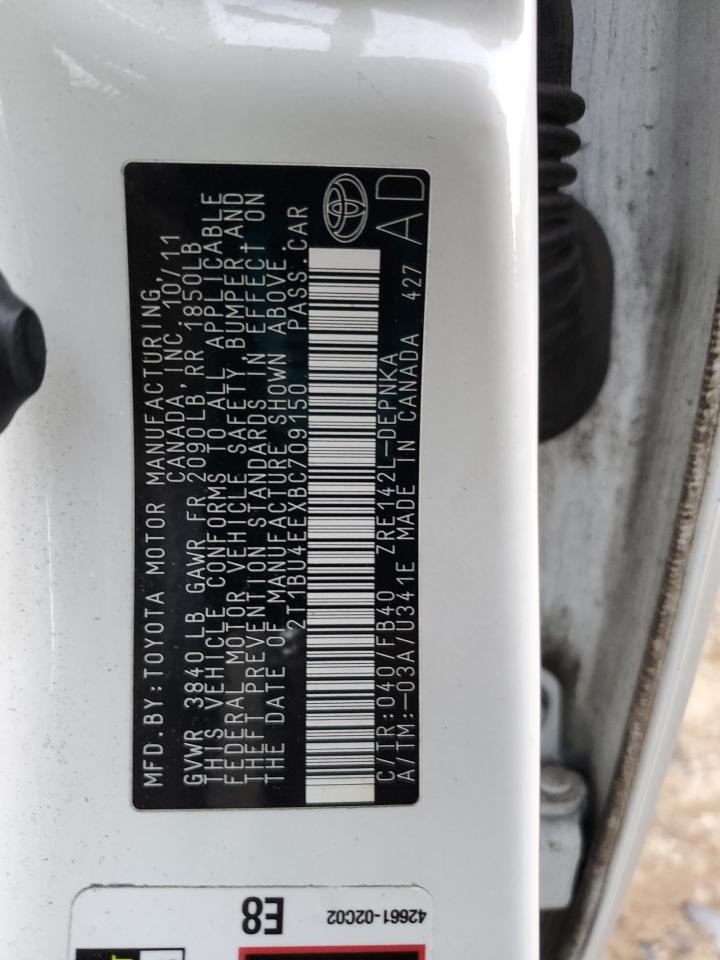 MFD.BY:TOYOTA MOTOR MANUFACTURING,
CANADA, INC. 10/11
GVWR 3840LB GAWR FR 2090LB, RR 1850LB
THIS VEHICLE CONFORMS TO ALL APPLICABLE
FEDERAL MOTOR VEHICLE SAFETY, BUMPER AND
THEFT PREVENTION STANDARDS IN EFFECT ON
THE DATE OF MANUFACTURE SHOWN ABOVE.
2T1BU4EEXBC709150 PASS.CAR
C/TR:040/FB40 ZRE142L-DEPNKA
A/TM:-03A/U341E MADE IN CANADA 427 AD
E8
42661-02C02